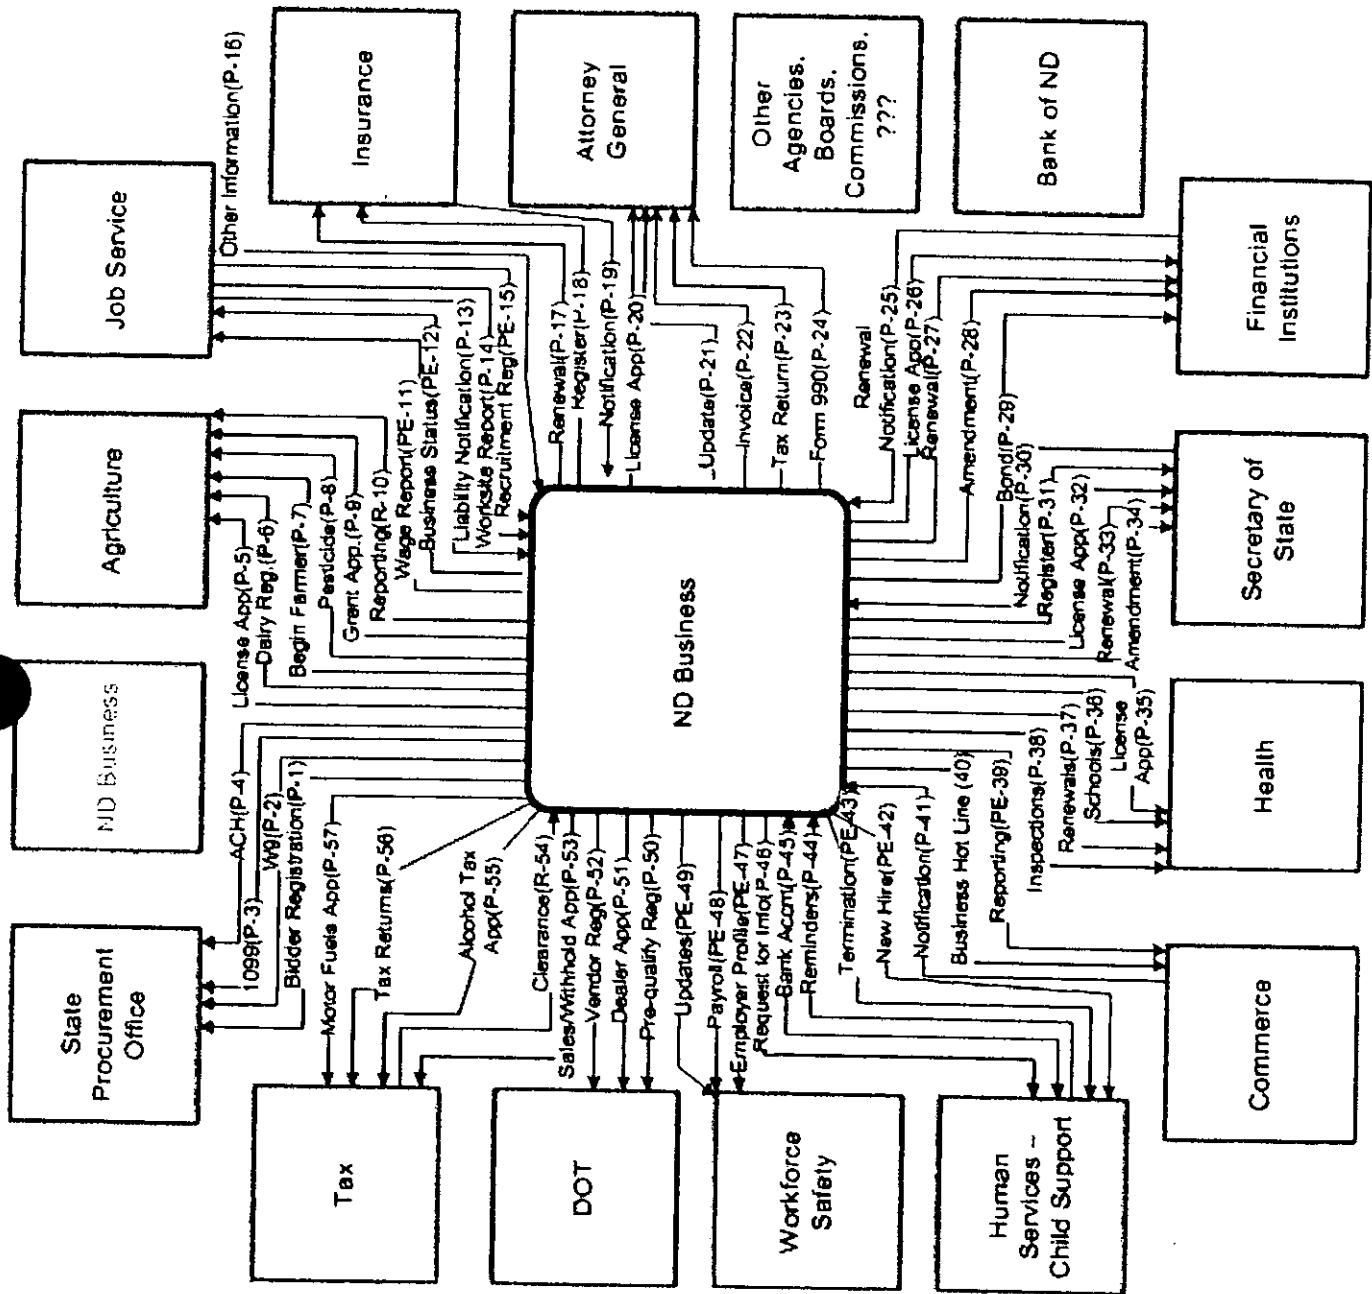 State
Procurement
Office
ND Business
Agriculture
Job Service
ACH(P-4)
1099(P-3)
W9(P-2)
Bidder Registration(P-1)
License App(P-5)
Dairy Reg.(P-6)
Begin Farmer(P-7)
Pesticide(P-8)
Grant App.(P-9)
Reporting(R-10)
Wage Report(PE-11)
Business Status(PE-12)
Liability Notification(P-13)
Worksite Report(P-14)
Recruitment Reg(PE-15)
Other Information(P-16)
Tax
DOT
Workforce
Safety
Human
Services –
Child Support
Motor Fuels App(P-57)
Tax Returns(P-56)
Alcohol Tax
App(P-55)
Clearance(R-54)
Sales/Withhold App(P-53)
Vendor Reg(P-52)
Dealer App(P-51)
Pre-qualify Reg(P-50)
Updates(PE-49)
Payroll(PE-48)
Employer Profile(PE-47)
Request for Info(P-46)
Bank Acom(P-45)
Reminders(P-44)
Termination(PE-43)
New Hire(PE-42)
Notification(P-41)
Business Hot Line (40)
Reporting(PE-39)
ND Business
Renewal(P-17)
Register(P-18)
Notification(P-19)
License App(P-20)
Update(P-21)
Invoice(P-22)
Tax Return(P-23)
Form 990(P-24)
Insurance
Attorney
General
Other
Agencies.
Boards.
Commissions.
???
Bank of ND
Inspections(P-38)
Renewals(P-37)
Schools(P-36)
License
App(P-35)
Amendment(P-34)
Renewal(P-33)
License App(P-32)
Register(P-31)
Notification(P-30)
Bond(P-29)
Amendment(P-28)
Renewal(P-27)
License App(P-26)
Renewal
Notification(P-25)
Commerce
Health
Secretary of
State
Financial
Institutions